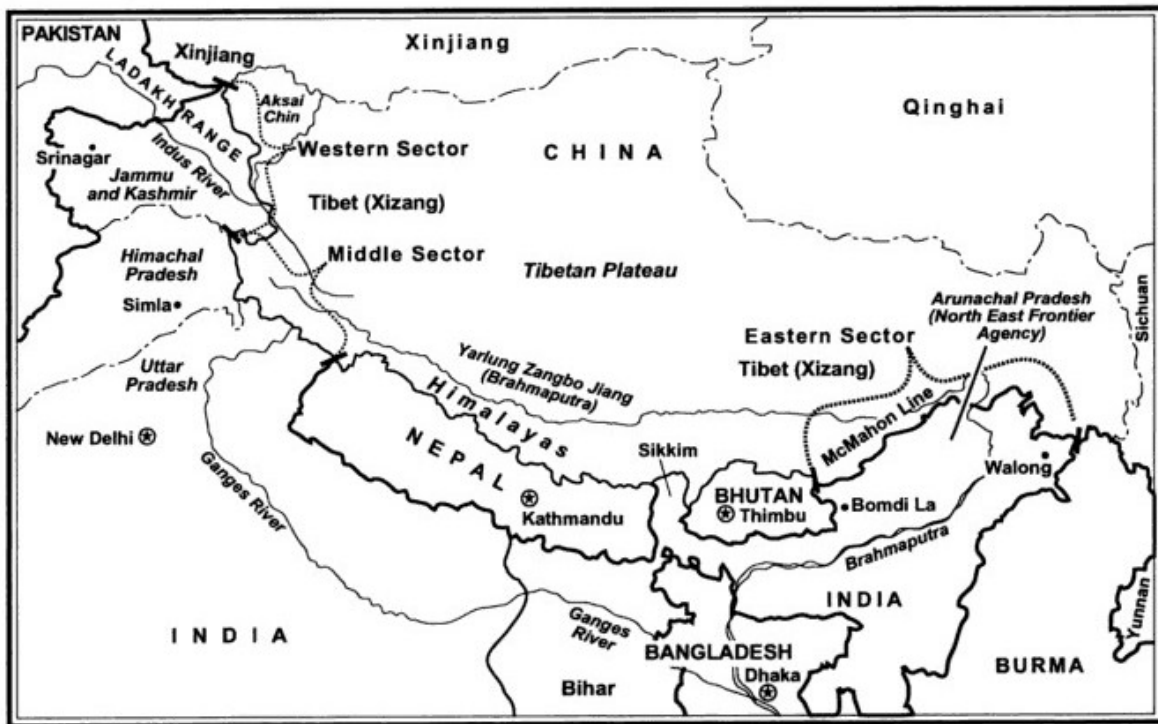 PAKISTAN
Xinjiang
Xinjiang
LADAKH RANGE
Aksai
Chin
Qinghai
Srinagar
Indus River
Western Sector
CHINA
Jammu
and Kashmir
Tibet (Xizang)
Himachal
Pradesh
Middle Sector
Tibetan Plateau
Simla
Arunachal Pradesh
(North East Frontier
Agency)
Sichuan
Eastern Sector
Uttar
Pradesh
Yarlung Zangbo Jiang
(Brahmaputra)
Tibet (Xizang)
Himalayas
McMahon Line
New Delhi
NEPAL
Sikkim
Walong
Ganges River
Kathmandu
BHUTAN
Thimbu
Bomdi La
Brahmaputra
INDIA
INDIA
Ganges
River
Yunnan
BANGLADESH
Dhaka
Bihar
BURMA